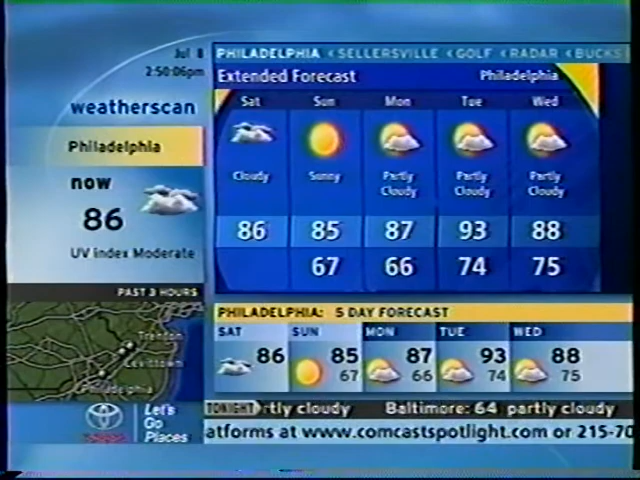 Jul 8
2:50:06pm
PHILADELPHIA <SELLERSVILLE <GOLF <RADAR <BUCKS
Extended Forecast Philadelphia
weatherscan
Philadelphia
now
86
UV index Moderate
Sat Sun Mon Tue Wed
Cloudy Sunny Partly Cloudy Partly Cloudy Partly Cloudy
86 85 87 93 88
67 66 74 75
PAST 3 HOURS
Trenton
Levittown
Philadelphia
PHILADELPHIA: 5 DAY FORECAST
SAT SUN MON TUE WED
86 85 87 93 88
67 66 74 75
Let's
Go
Places
TONIGHT rtly cloudy Baltimore: 64 partly cloudy
atforms at www.comcastspotlight.com or 215-70